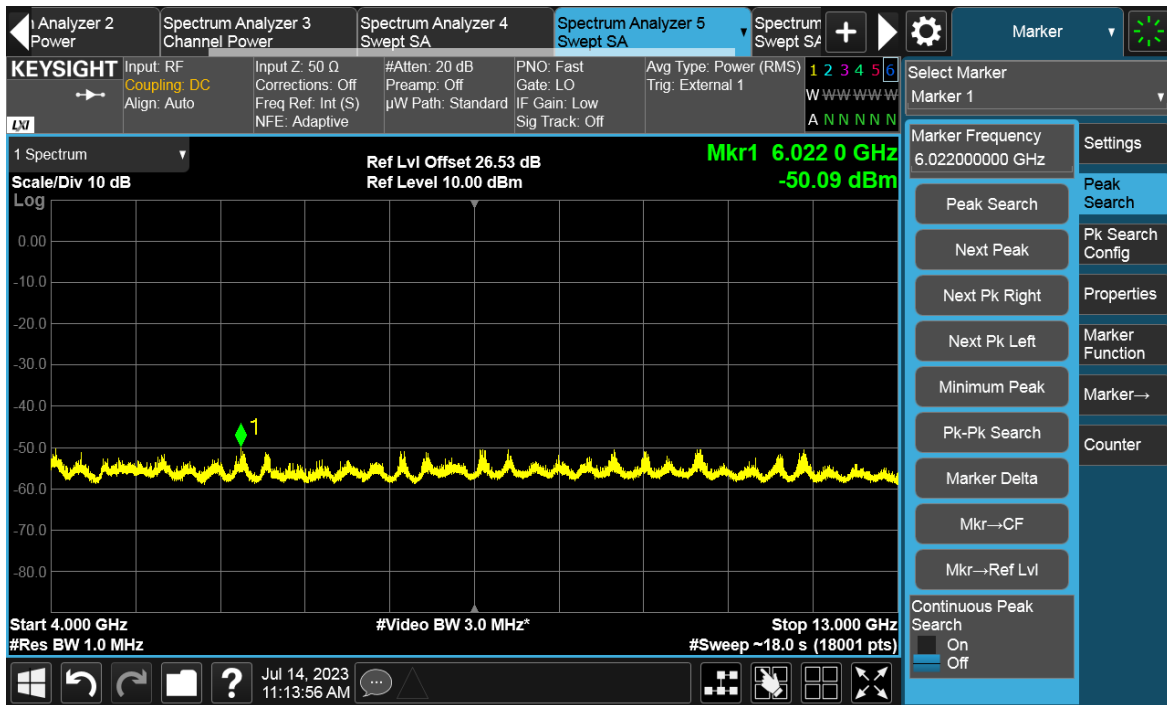 Analyzer 2
Power
Spectrum Analyzer 3
Channel Power
Spectrum Analyzer 4
Swept SA
Spectrum Analyzer 5
Swept SA
Spectrum
Swept SA
+
Marker
KEYSIGHT
LXI
Input: RF
Coupling: DC
Align: Auto
Input Z: 50 Ω
Corrections: Off
Freq Ref: Int (S)
NFE: Adaptive
#Atten: 20 dB
Preamp: Off
µW Path: Standard
PNO: Fast
Gate: LO
IF Gain: Low
Sig Track: Off
Avg Type: Power (RMS)
Trig: External 1
1 2 3 4 5 6
W W W W W W
A N N N N N
Select Marker
Marker 1
1 Spectrum
Scale/Div 10 dB
Log
Ref Lvl Offset 26.53 dB
Ref Level 10.00 dBm
Mkr1 6.022 0 GHz
-50.09 dBm
0.00
-10.0
-20.0
-30.0
-40.0
-50.0
-60.0
-70.0
-80.0
1
Start 4.000 GHz
#Res BW 1.0 MHz
#Video BW 3.0 MHz*
Stop 13.000 GHz
#Sweep ~18.0 s (18001 pts)
Marker Frequency
6.022000000 GHz
Peak Search
Next Peak
Next Pk Right
Next Pk Left
Minimum Peak
Pk-Pk Search
Marker Delta
Mkr→CF
Mkr→Ref Lvl
Continuous Peak
Search
On
Off
Settings
Peak
Search
Pk Search
Config
Properties
Marker
Function
Marker→
Counter
?
Jul 14, 2023
11:13:56 AM